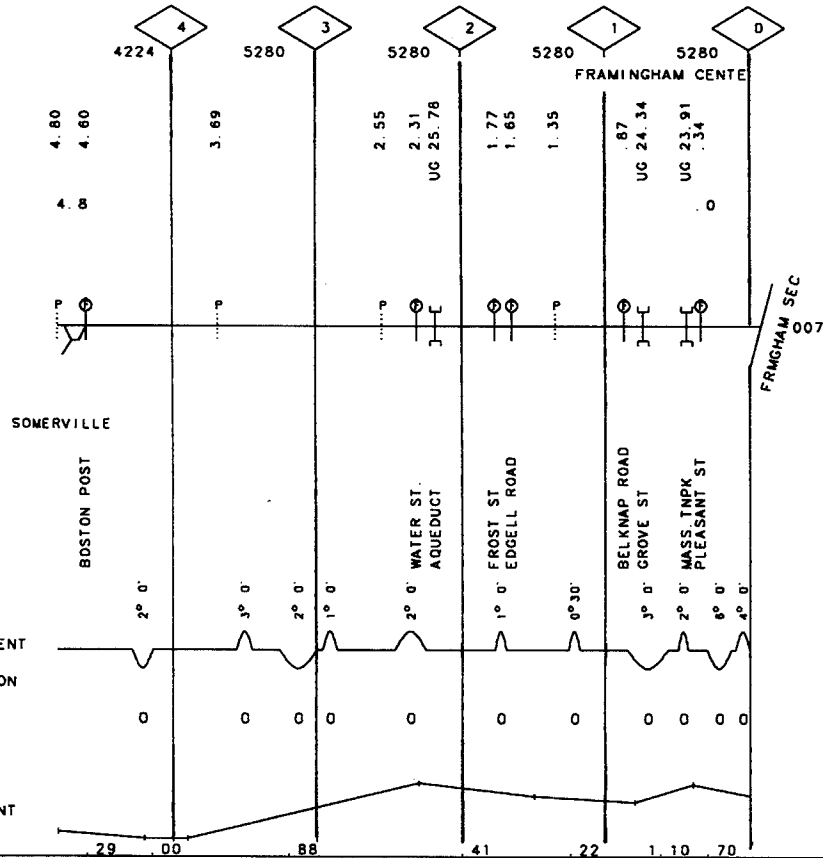 4 3 2 1 0
4224 5280 5280 5280 5280
FRAMINGHAM CENTE
4.80
4.60
3.69
2.55
2.31
UG 25.78
1.77
1.65
1.35
.87
UG 24.34
UG 23.91
.34
4.8
.0
P F P P F F F P F F
007
FRMGHAM SEC
SOMERVILLE
BOSTON POST
WATER ST.
AQUEDUCT
FROST ST
EDGELL ROAD
BELKNAP ROAD
GROVE ST
MASS. TNPK
PLEASANT ST
2° 0' 3° 0' 2° 0' 1° 0' 2° 0' 1° 0' 0°30' 3° 0' 2° 0' 6° 0' 4° 0'
ENT
ON
0 0 0 0 0 0 0 0 0 0 0
NT
.29 .00 .88 .41 .22 1.10 .70